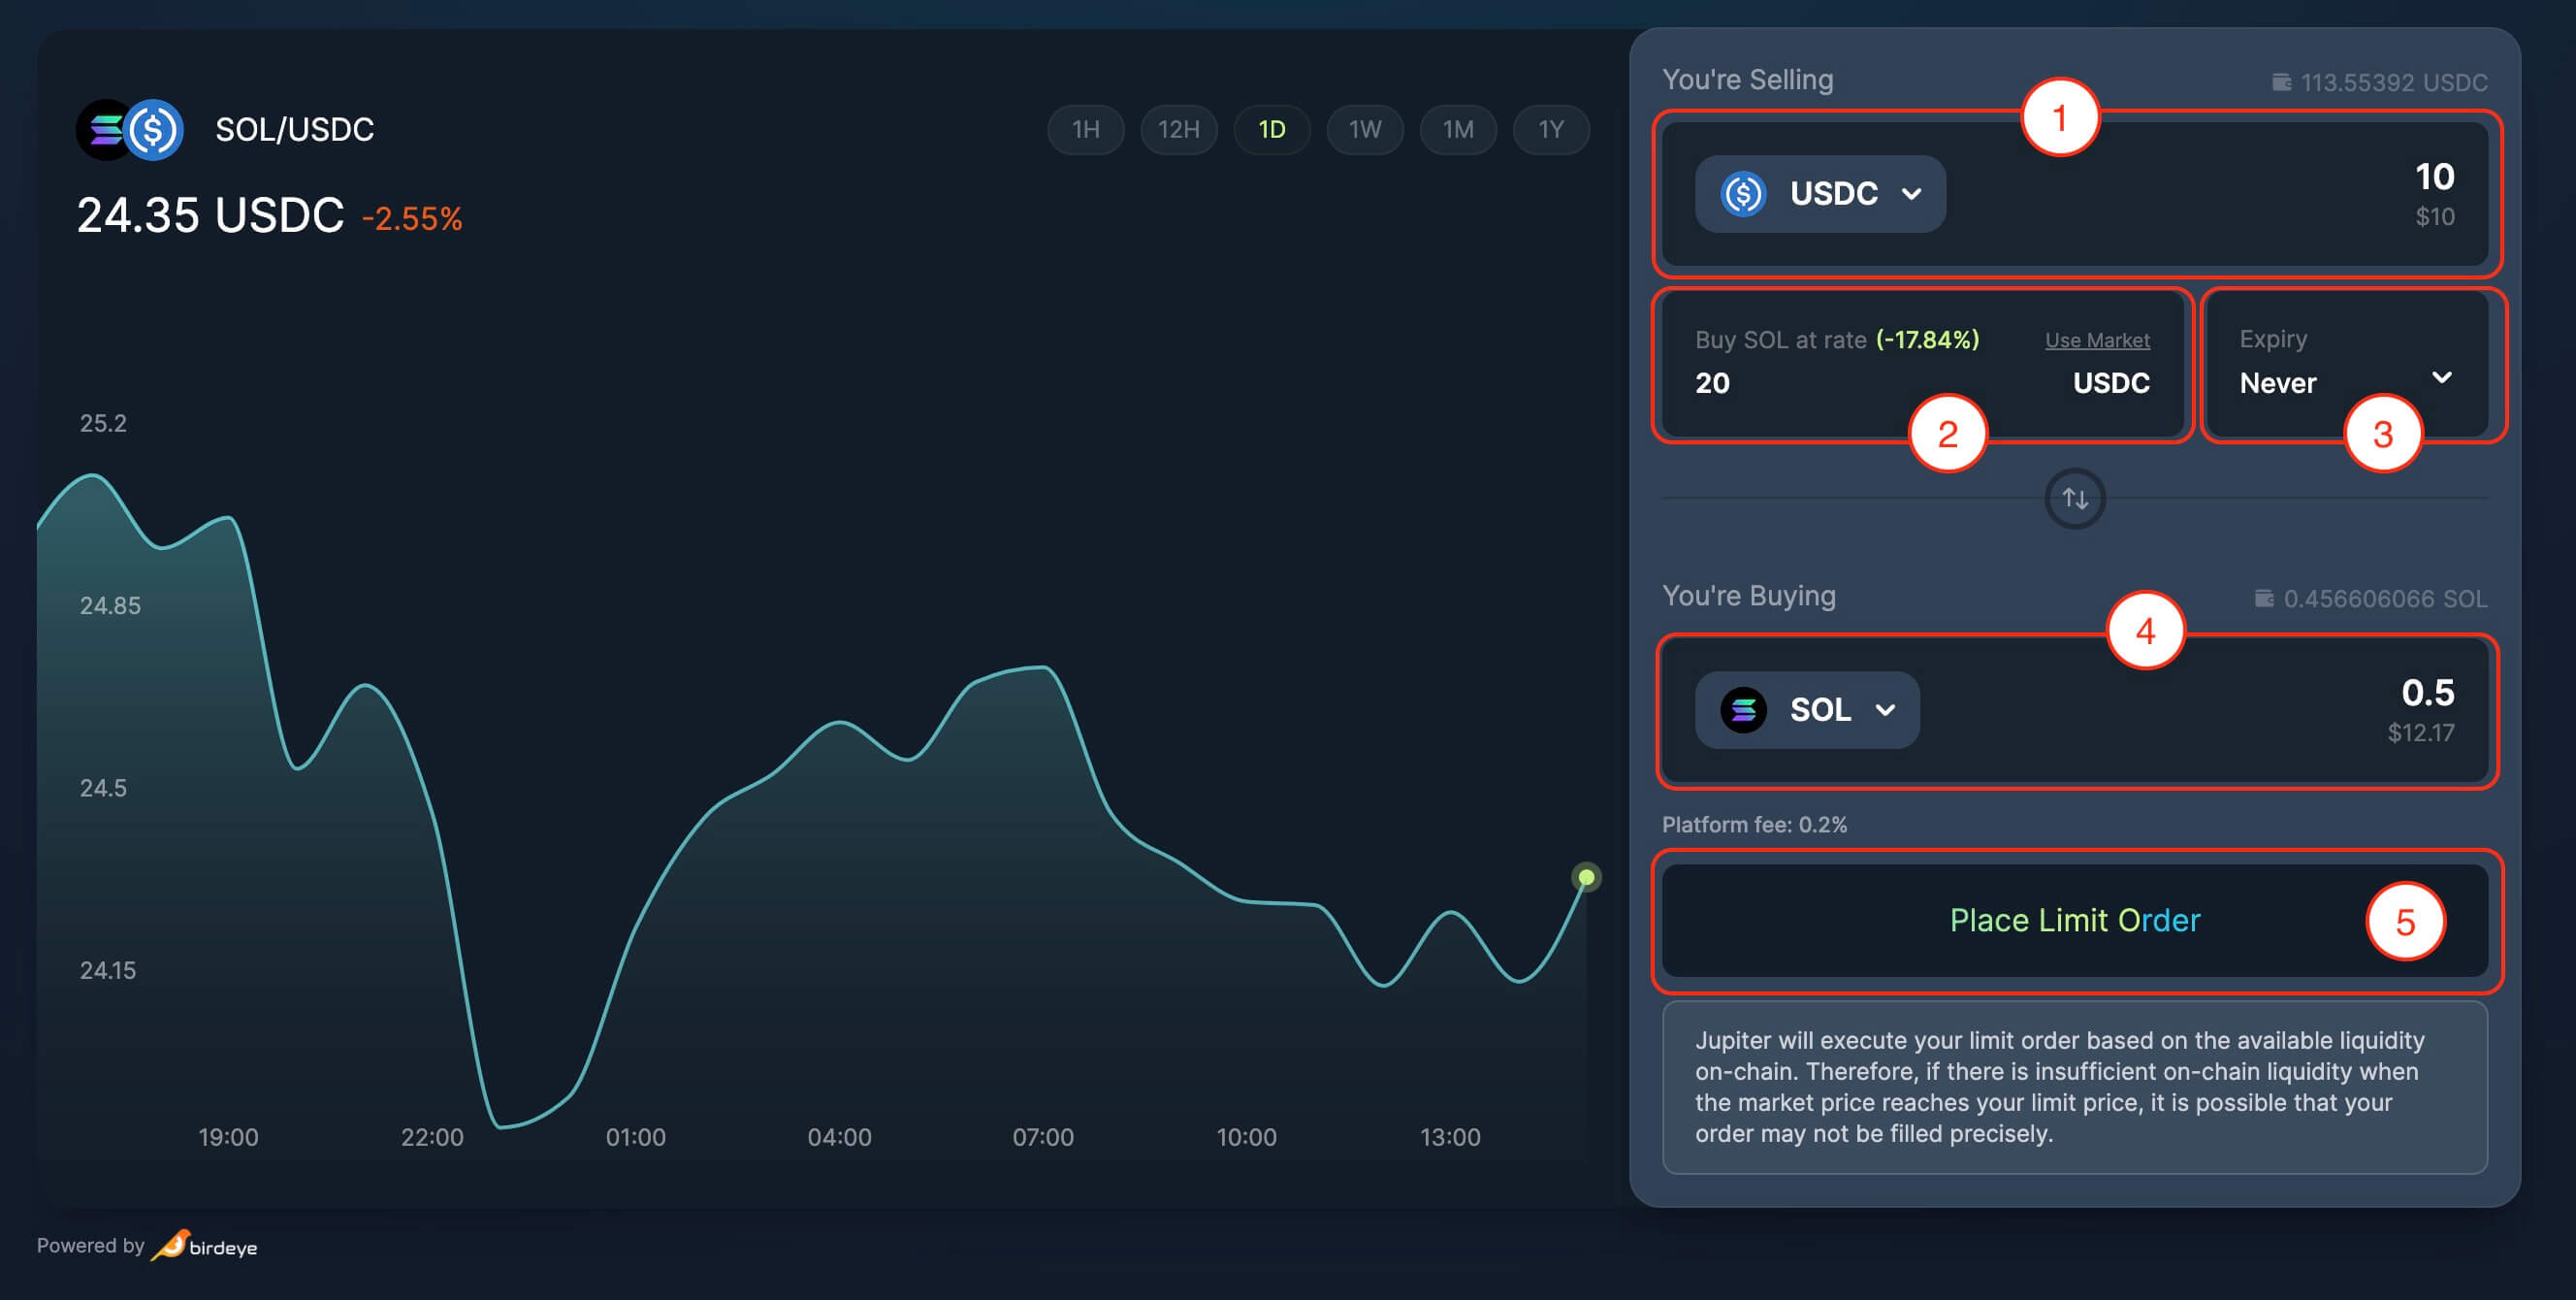 SOL/USDC
1H 12H 1D 1W 1M 1Y
24.35 USDC -2.55%
25.2
24.85
24.5
24.15
19:00 22:00 01:00 04:00 07:00 10:00 13:00
Powered by birdeye
You're Selling 113.55392 USDC
1
USDC 10
$10
Buy SOL at rate (-17.84%) Use Market
20 USDC
2
Expiry
Never
3
You're Buying 0.456606066 SOL
4
SOL 0.5
$12.17
Platform fee: 0.2%
Place Limit Order 5
Jupiter will execute your limit order based on the available liquidity
on-chain. Therefore, if there is insufficient on-chain liquidity when
the market price reaches your limit price, it is possible that your
order may not be filled precisely.